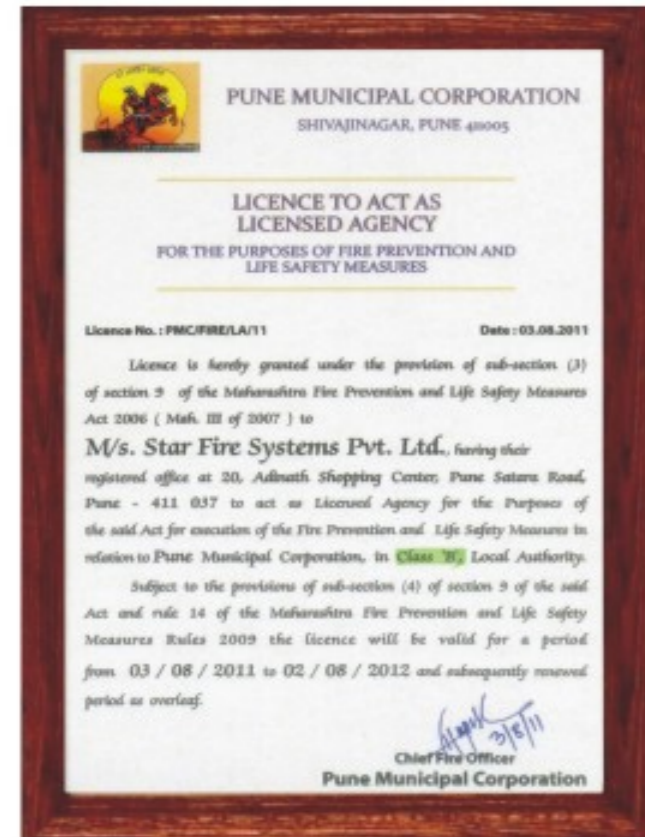 PUNE MUNICIPAL CORPORATION
SHIVAJINAGAR, PUNE 411005
LICENCE TO ACT AS
LICENSED AGENCY
FOR THE PURPOSES OF FIRE PREVENTION AND
LIFE SAFETY MEASURES
Licence No. : PMC/FIRE/LA/11 Date : 03.08.2011
Licence is hereby granted under the provision of sub-section (3)
of section 9 of the Maharashtra Fire Prevention and Life Safety Measures
Act 2006 ( Mah. III of 2007 ) to
M/s. Star Fire Systems Pvt. Ltd., having their
registered office at 20, Adinath Shopping Center, Pune Satara Road,
Pune - 411 037 to act as Licensed Agency for the Purposes of
the said Act for execution of the Fire Prevention and Life Safety Measures in
relation to Pune Municipal Corporation, in Class 'B', Local Authority.
Subject to the provisions of sub-section (4) of section 9 of the said
Act and rule 14 of the Maharashtra Fire Prevention and Life Safety
Measures Rules 2009 the licence will be valid for a period
from 03 / 08 / 2011 to 02 / 08 / 2012 and subsequently renewed
period as overleaf.
3/8/11
Chief Fire Officer
Pune Municipal Corporation